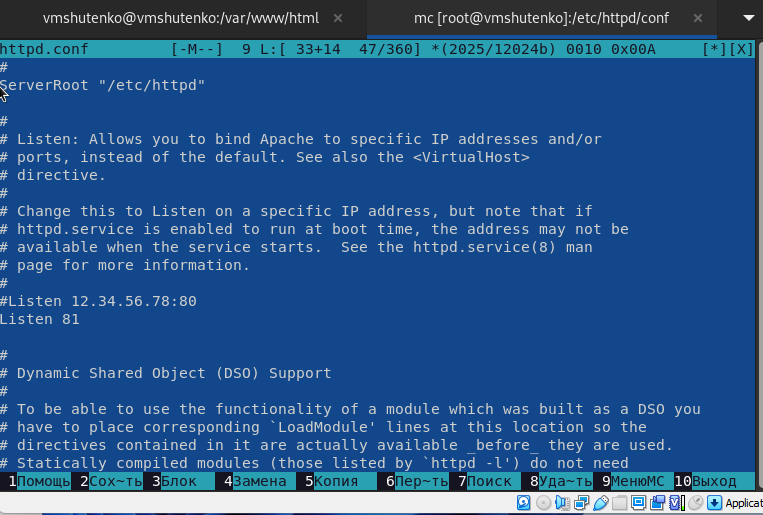 vmshutenko@vmshutenko:/var/www/html × mc [root@vmshutenko]:/etc/httpd/conf ×
httpd.conf [-M--] 9 L:[ 33+14 47/360] *(2025/12024b) 0010 0x00A [*][X]
#
ServerRoot "/etc/httpd"
#
# Listen: Allows you to bind Apache to specific IP addresses and/or
# ports, instead of the default. See also the <VirtualHost>
# directive.
#
# Change this to Listen on a specific IP address, but note that if
# httpd.service is enabled to run at boot time, the address may not be
# available when the service starts.  See the httpd.service(8) man
# page for more information.
#
#Listen 12.34.56.78:80
Listen 81
#
# Dynamic Shared Object (DSO) Support
#
# To be able to use the functionality of a module which was built as a DSO you
# have to place corresponding `LoadModule' lines at this location so the
# directives contained in it are actually available _before_ they are used.
# Statically compiled modules (those listed by `httpd -l') do not need
1Помощь 2Сох~ть 3Блок 4Замена 5Копия 6Пер~ть 7Поиск 8Уда~ть 9МенюМС 10Выход
Applicat